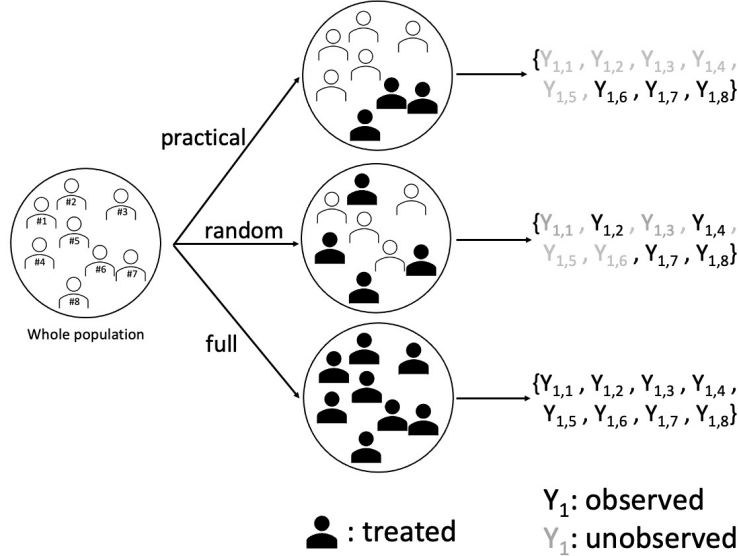 {Y1,1 , Y1,2 , Y1,3 , Y1,4 ,
Y1,5 , Y1,6 , Y1,7 , Y1,8}
practical
#2
#1
#3
#5
#4
#6
#7
#8
Whole population
random
{Y1,1 , Y1,2 , Y1,3 , Y1,4 ,
Y1,5 , Y1,6 , Y1,7 , Y1,8}
full
{Y1,1 , Y1,2 , Y1,3 , Y1,4 ,
Y1,5 , Y1,6 , Y1,7 , Y1,8}
: treated
Y1: observed
Y1: unobserved